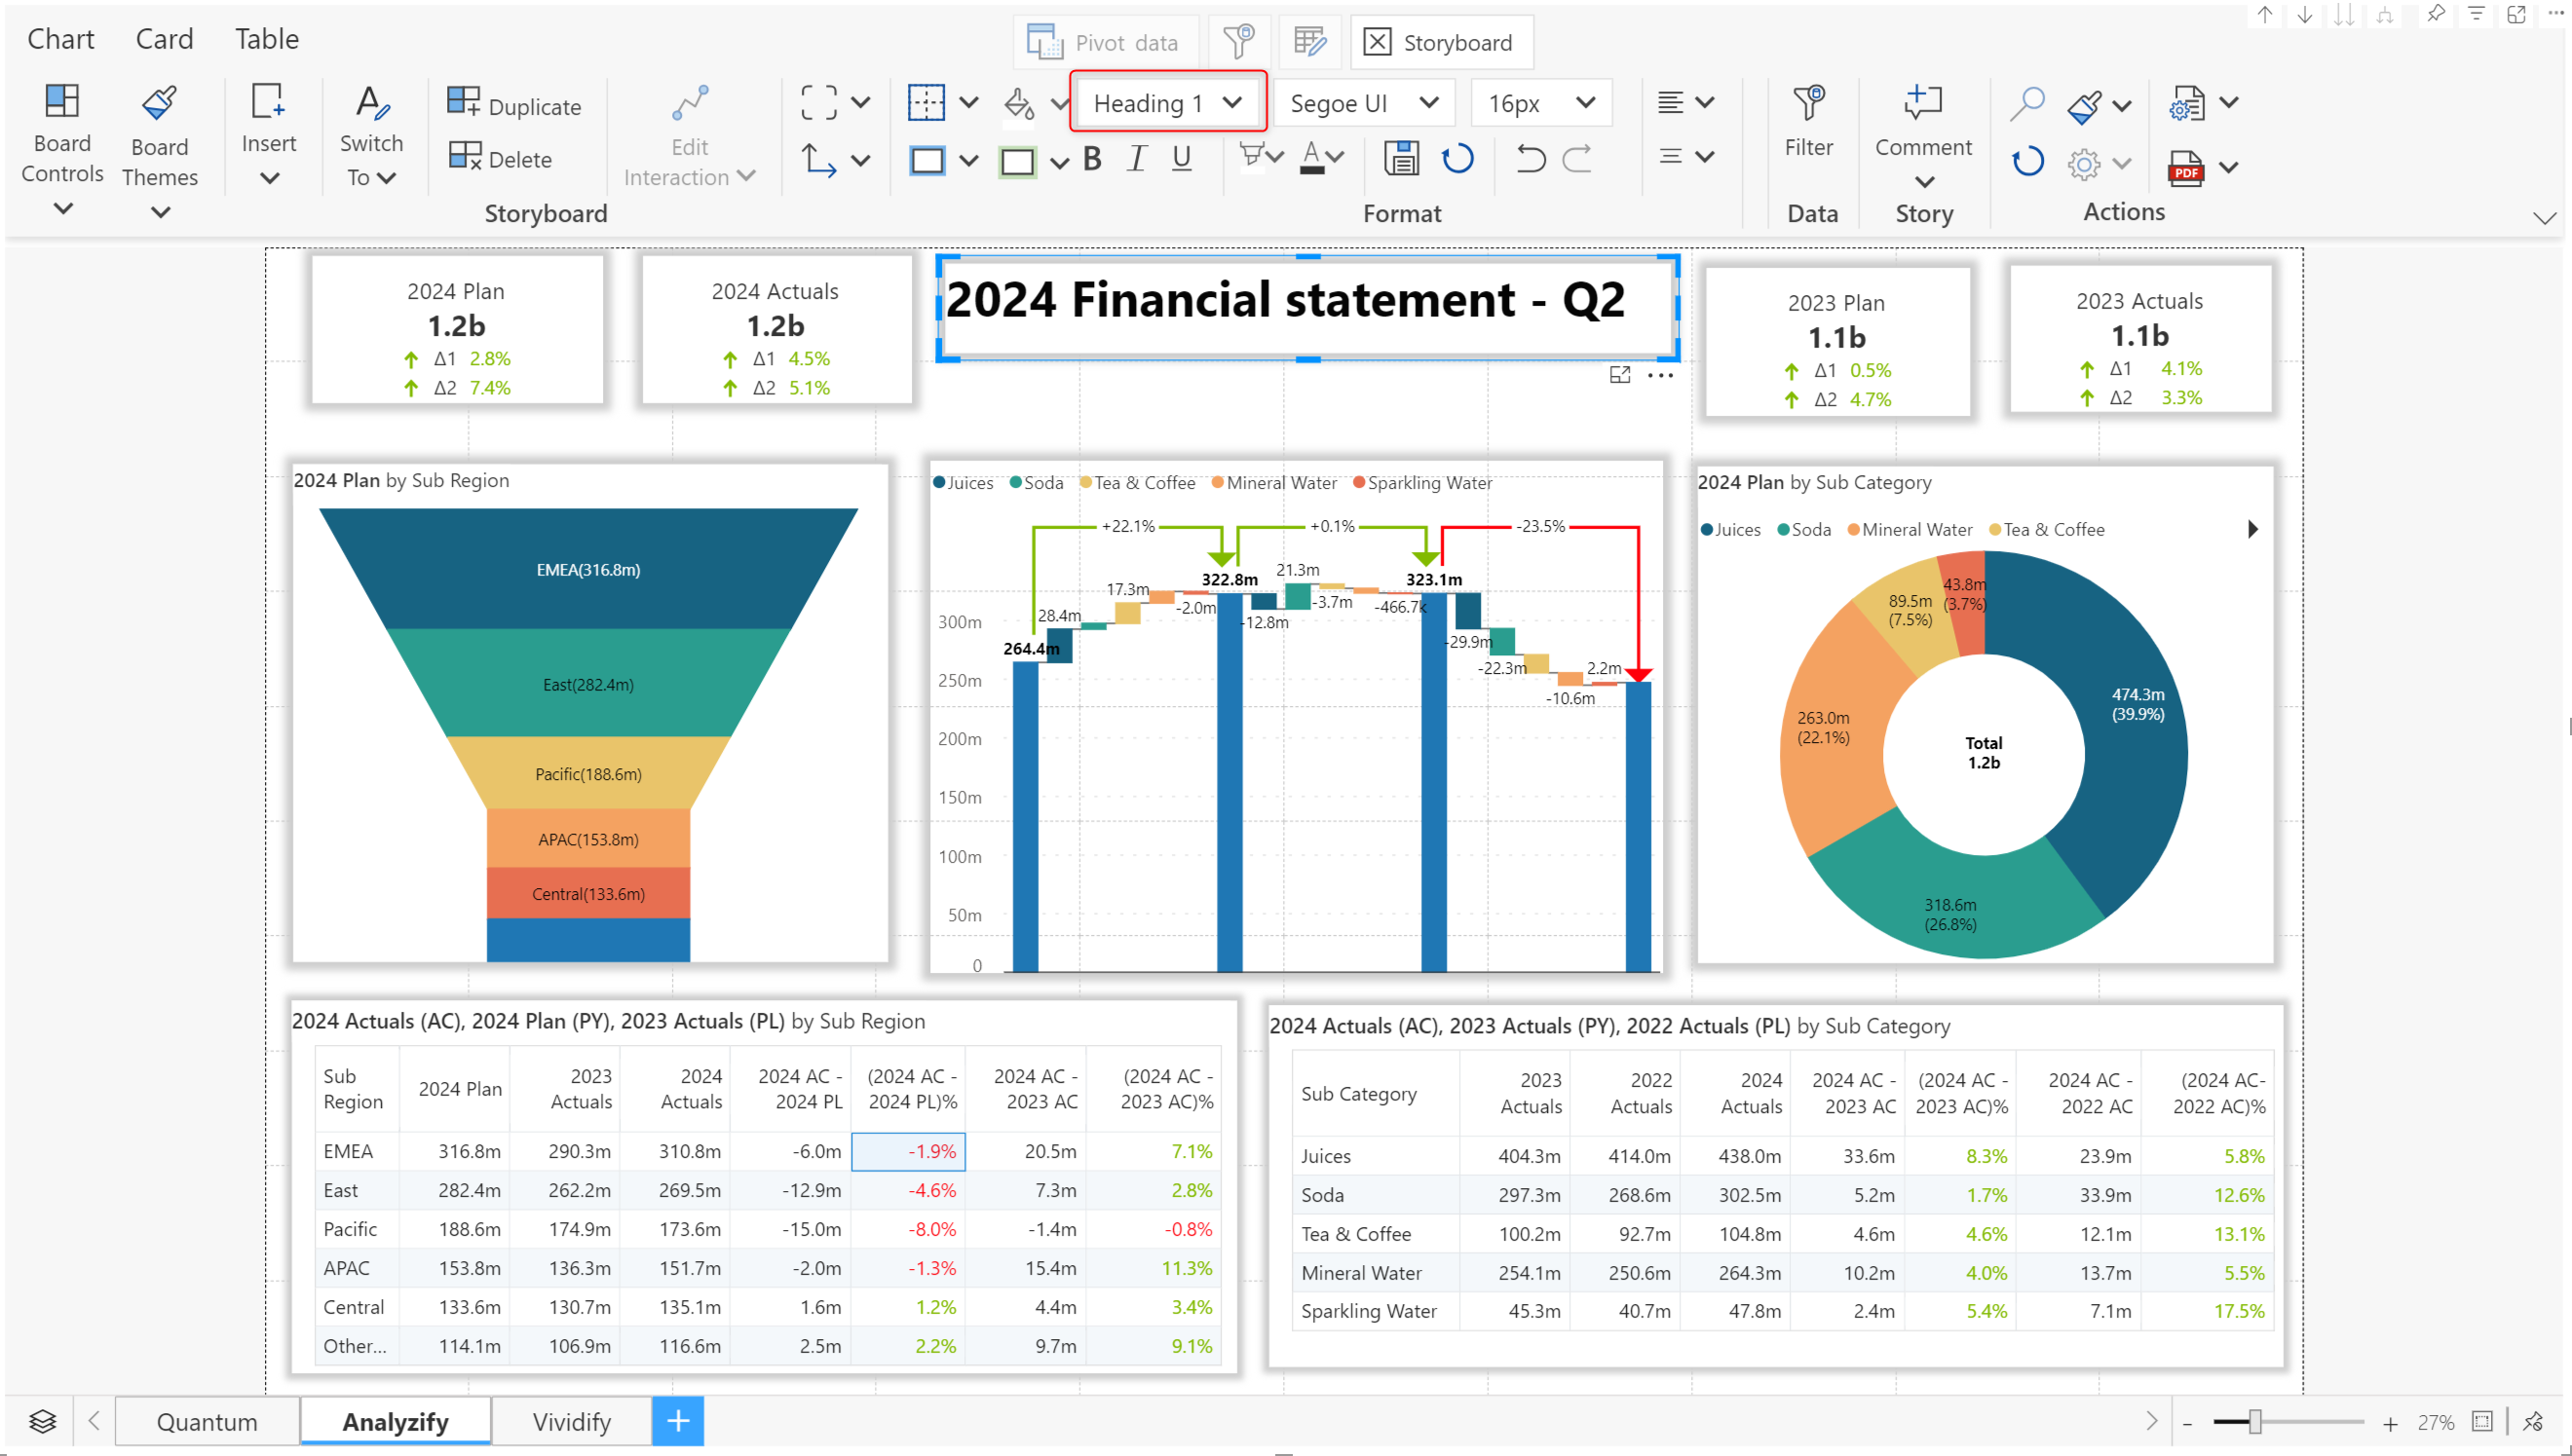 Chart Card Table
Pivot data
Storyboard
Board Controls
Board Themes
Insert
Switch To
Duplicate
Delete
Edit Interaction
Storyboard
Heading 1
Segoe UI
16px
B I U
A
Format
Filter
Data
Comment
Story
PDF
Actions
2024 Plan
1.2b
Δ1 2.8%
Δ2 7.4%
2024 Actuals
1.2b
Δ1 4.5%
Δ2 5.1%
2024 Financial statement - Q2
2023 Plan
1.1b
Δ1 0.5%
Δ2 4.7%
2023 Actuals
1.1b
Δ1 4.1%
Δ2 3.3%
2024 Plan by Sub Region
EMEA(316.8m)
East(282.4m)
Pacific(188.6m)
APAC(153.8m)
Central(133.6m)
Juices Soda Tea & Coffee Mineral Water Sparkling Water
+22.1% +0.1% -23.5%
264.4m
28.4m
17.3m
-2.0m
322.8m
-12.8m
21.3m
-3.7m
-466.7k
323.1m
-29.9m
-22.3m
-10.6m
2.2m
300m
250m
200m
150m
100m
50m
0
2024 Plan by Sub Category
Juices Soda Mineral Water Tea & Coffee
43.8m
(3.7%)
89.5m
(7.5%)
474.3m
(39.9%)
263.0m
(22.1%)
Total
1.2b
318.6m
(26.8%)
2024 Actuals (AC), 2024 Plan (PY), 2023 Actuals (PL) by Sub Region
Sub Region 2024 Plan 2023 Actuals 2024 Actuals 2024 AC - 2024 PL (2024 AC - 2024 PL)% 2024 AC - 2023 AC (2024 AC - 2023 AC)%
EMEA 316.8m 290.3m 310.8m -6.0m -1.9% 20.5m 7.1%
East 282.4m 262.2m 269.5m -12.9m -4.6% 7.3m 2.8%
Pacific 188.6m 174.9m 173.6m -15.0m -8.0% -1.4m -0.8%
APAC 153.8m 136.3m 151.7m -2.0m -1.3% 15.4m 11.3%
Central 133.6m 130.7m 135.1m 1.6m 1.2% 4.4m 3.4%
Other... 114.1m 106.9m 116.6m 2.5m 2.2% 9.7m 9.1%
2024 Actuals (AC), 2023 Actuals (PY), 2022 Actuals (PL) by Sub Category
Sub Category 2023 Actuals 2022 Actuals 2024 Actuals 2024 AC - 2023 AC (2024 AC - 2023 AC)% 2024 AC - 2022 AC (2024 AC- 2022 AC)%
Juices 404.3m 414.0m 438.0m 33.6m 8.3% 23.9m 5.8%
Soda 297.3m 268.6m 302.5m 5.2m 1.7% 33.9m 12.6%
Tea & Coffee 100.2m 92.7m 104.8m 4.6m 4.6% 12.1m 13.1%
Mineral Water 254.1m 250.6m 264.3m 10.2m 4.0% 13.7m 5.5%
Sparkling Water 45.3m 40.7m 47.8m 2.4m 5.4% 7.1m 17.5%
Quantum Analyzify Vividify +
- + 27%